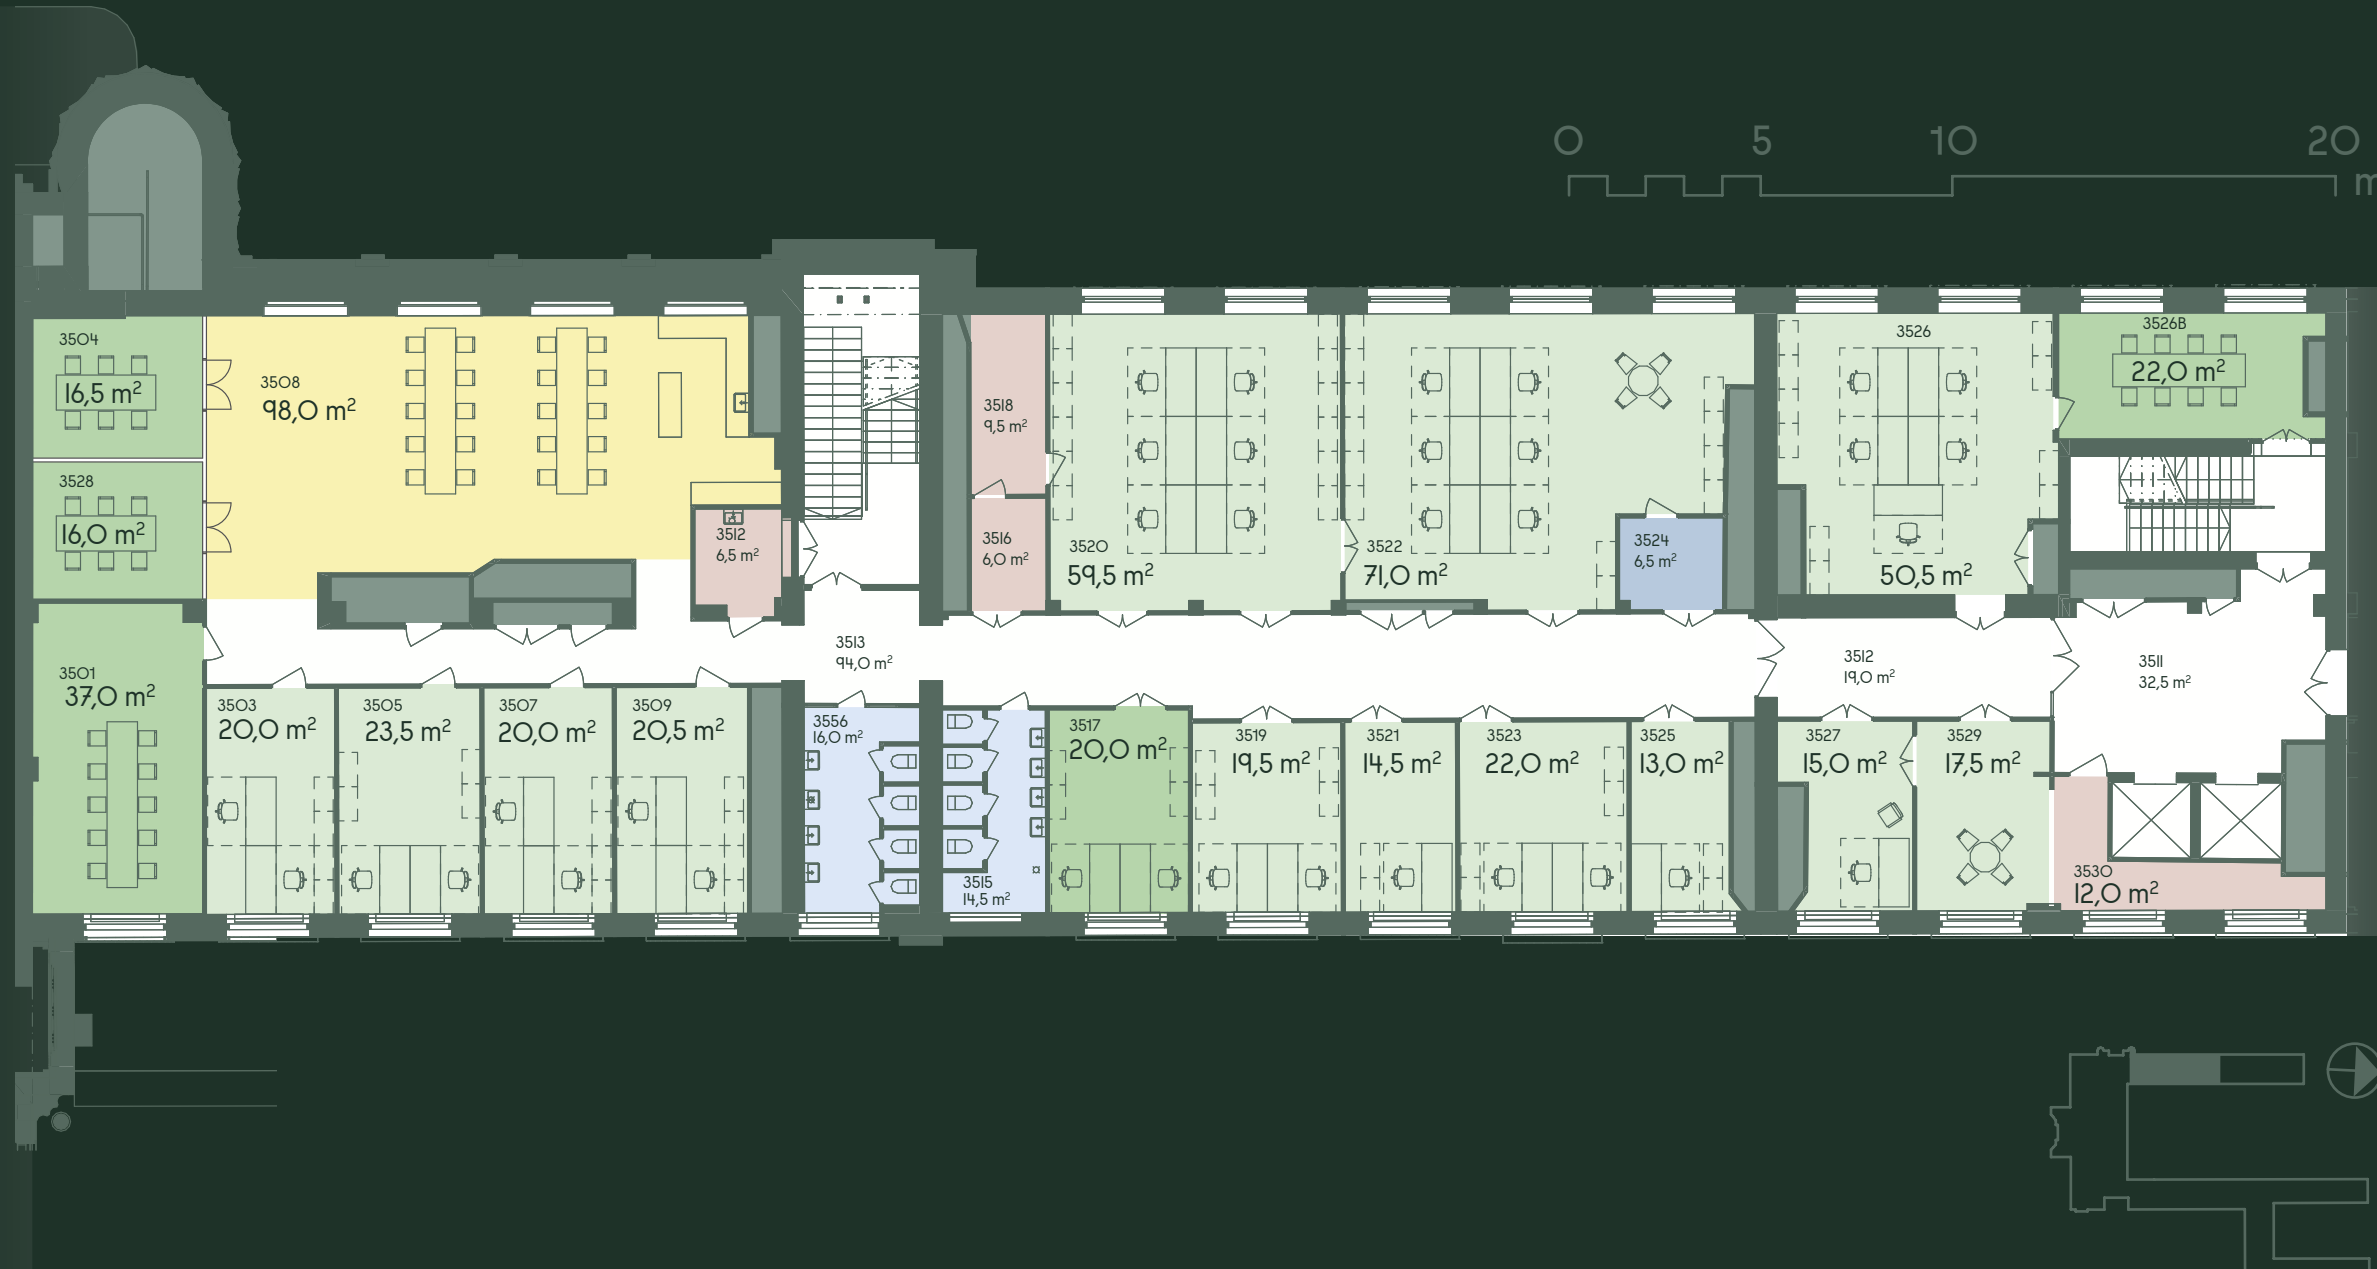 0 5 10 20
m
3504
16,5 m²
3508
98,0 m²
3528
16,0 m²
3512
6,5 m²
3518
9,5 m²
3516
6,0 m²
3520
59,5 m²
3522
71,0 m²
3524
6,5 m²
3526
50,5 m²
3526B
22,0 m²
3501
37,0 m²
3513
94,0 m²
3512
19,0 m²
3511
32,5 m²
3503
20,0 m²
3505
23,5 m²
3507
20,0 m²
3509
20,5 m²
3556
16,0 m²
3515
14,5 m²
3517
20,0 m²
3519
19,5 m²
3521
14,5 m²
3523
22,0 m²
3525
13,0 m²
3527
15,0 m²
3529
17,5 m²
3530
12,0 m²